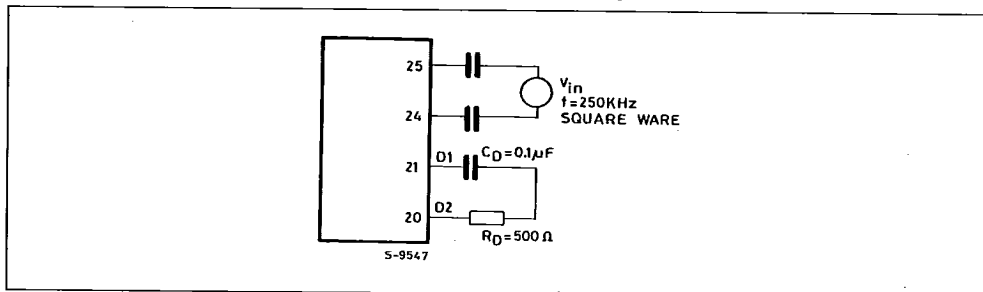 25
24
21
20
D1
D2
Vin
f=250KHz
SQUARE WARE
CD=0.1μF
RD=500Ω
S-9547